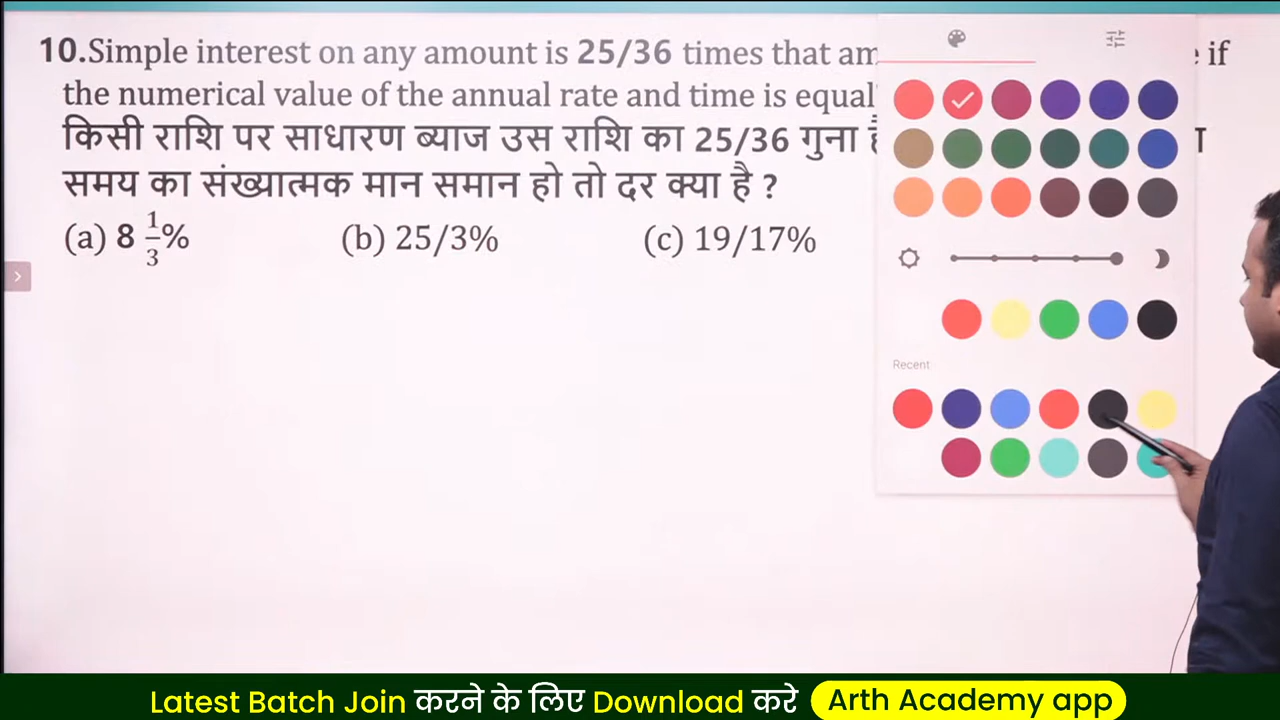 10.Simple interest on any amount is 25/36 times that if
the numerical value of the annual rate and time is
किसी राशि पर साधारण ब्याज उस राशि का 25/36 गुना
समय का संख्यात्मक मान समान हो तो दर क्या है ?
(a) 8 1/3% (b) 25/3% (c) 19/17%
Recent
Latest Batch Join करने के लिए Download करे Arth Academy app